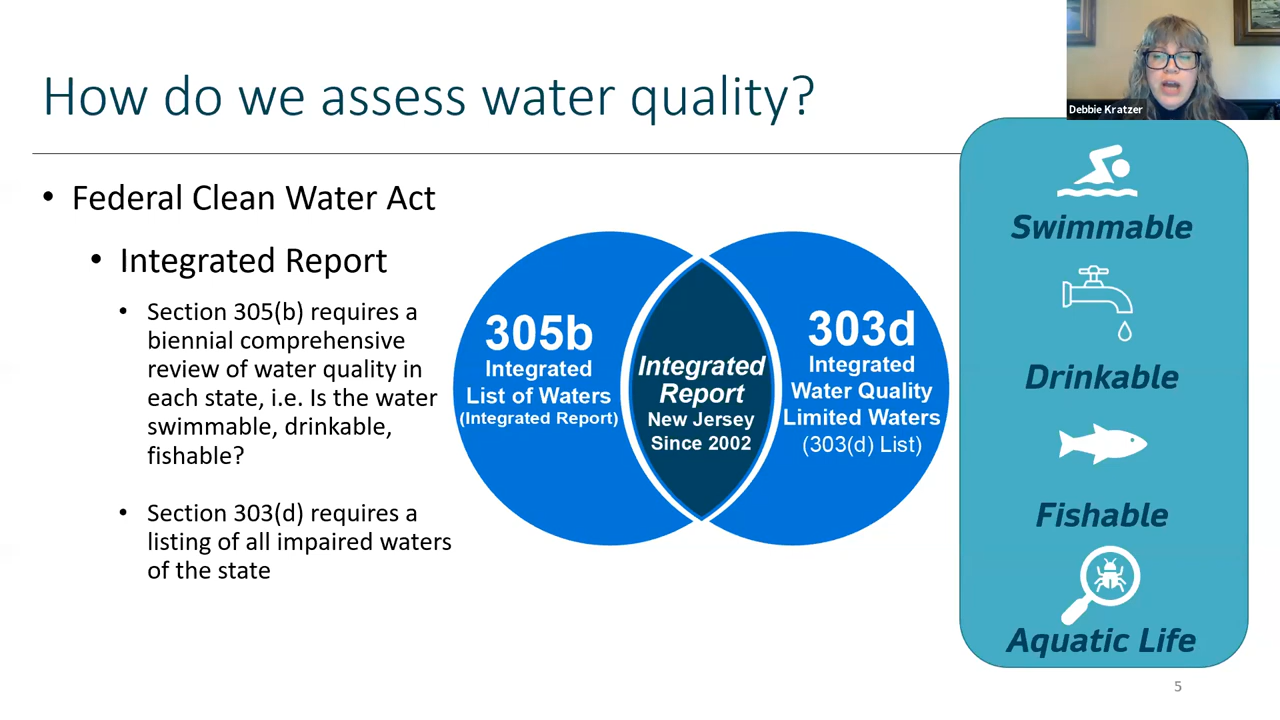 How do we assess water quality?
Debbie Kratzer
• Federal Clean Water Act
• Integrated Report
• Section 305(b) requires a
biennial comprehensive
review of water quality in
each state, i.e. Is the water
swimmable, drinkable,
fishable?
• Section 303(d) requires a
listing of all impaired waters
of the state
305b
Integrated
List of Waters
(Integrated Report)
Integrated
Report
New Jersey
Since 2002
303d
Integrated
Water Quality
Limited Waters
(303(d) List)
Swimmable
Drinkable
Fishable
Aquatic Life
5